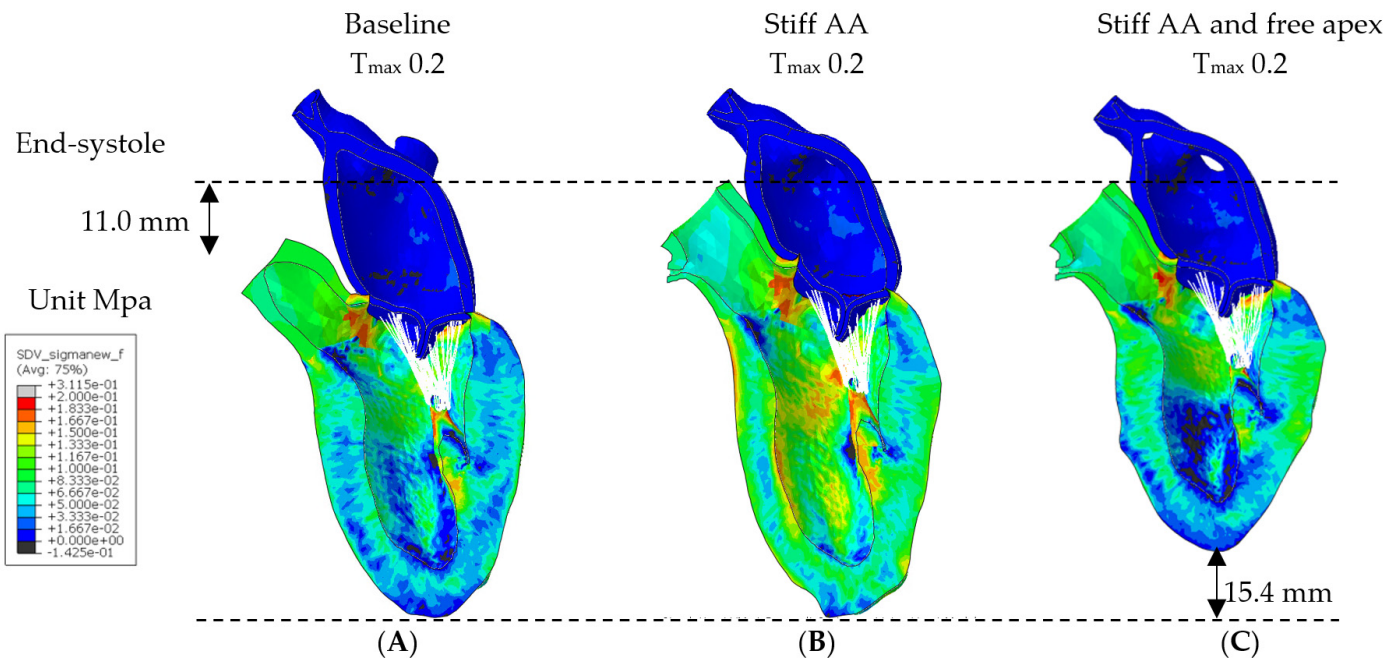 Baseline
Tmax 0.2
Stiff AA
Tmax 0.2
Stiff AA and free apex
Tmax 0.2
End-systole
11.0 mm
Unit Mpa
SDV_sigmanew_f
(Avg: 75%)
+3.115e-01
+2.000e-01
+1.833e-01
+1.667e-01
+1.500e-01
+1.333e-01
+1.167e-01
+1.000e-01
+8.333e-02
+6.667e-02
+5.000e-02
+3.333e-02
+1.667e-02
+0.000e+00
-1.425e-01
15.4 mm
(A)
(B)
(C)